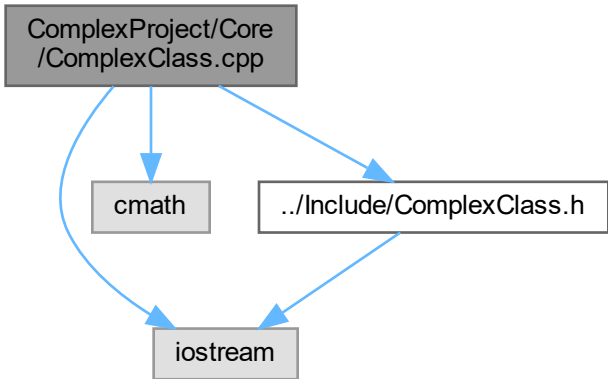 ComplexProject/Core
/ComplexClass.cpp
cmath
../Include/ComplexClass.h
iostream